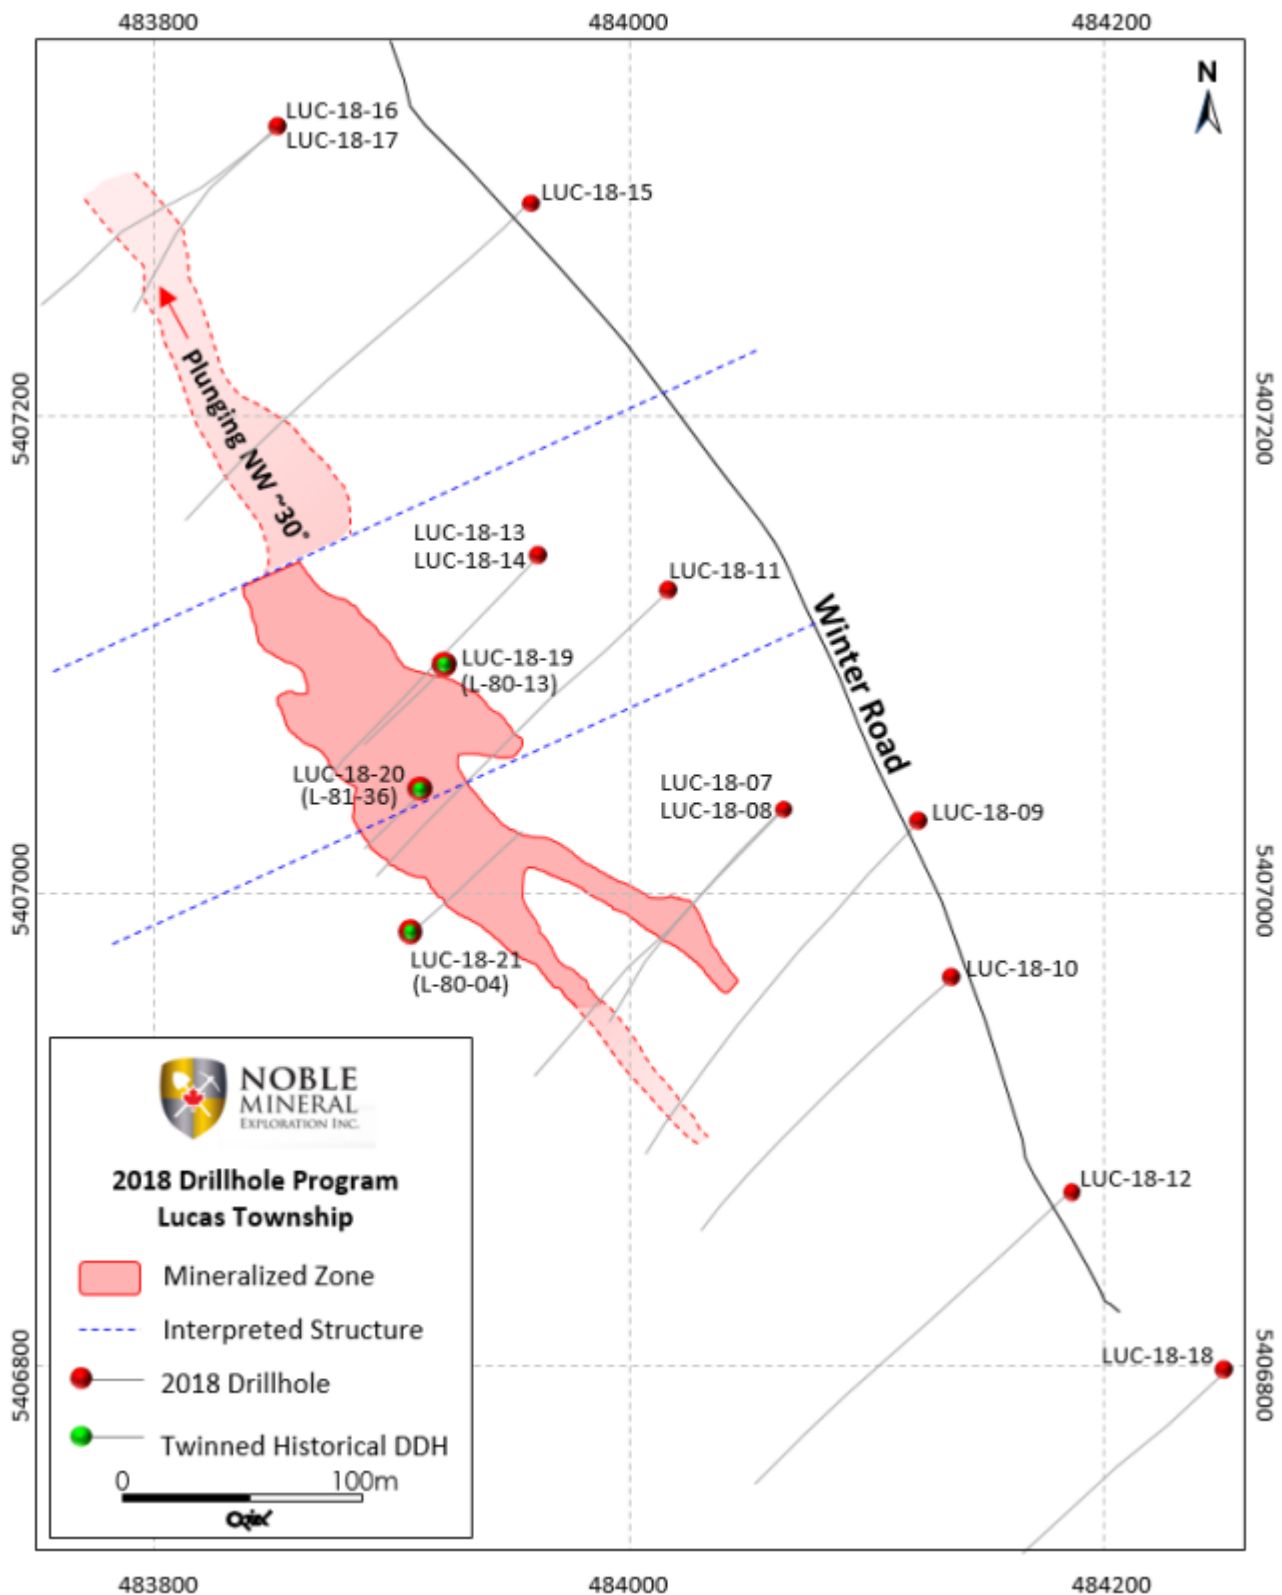 483800
484000
484200
N
LUC-18-16
LUC-18-17
LUC-18-15
Plunging NW ~30°
5407200
5407200
LUC-18-13
LUC-18-14
LUC-18-11
Winter Road
LUC-18-19
(L-80-13)
LUC-18-20
(L-81-36)
LUC-18-07
LUC-18-08
LUC-18-09
5407000
5407000
LUC-18-21
(L-80-04)
LUC-18-10
LUC-18-12
LUC-18-18
5406800
5406800
NOBLE
MINERAL
EXPLORATION INC.
2018 Drillhole Program
Lucas Township
Mineralized Zone
Interpreted Structure
2018 Drillhole
Twinned Historical DDH
0
100m
483800
484000
484200